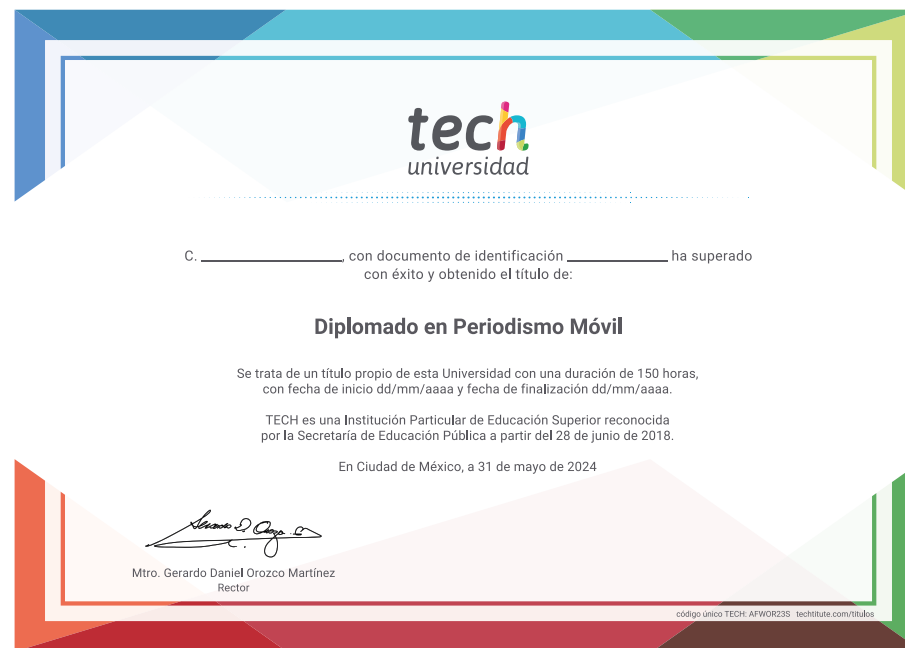 tech
universidad
C. ____________, con documento de identificación ____________ ha superado
con éxito y obtenido el título de:
Diplomado en Periodismo Móvil
Se trata de un título propio de esta Universidad con una duración de 150 horas,
con fecha de inicio dd/mm/aaaa y fecha de finalización dd/mm/aaaa.
TECH es una Institución Particular de Educación Superior reconocida
por la Secretaría de Educación Pública a partir del 28 de junio de 2018.
En Ciudad de México, a 31 de mayo de 2024
Mtro. Gerardo Daniel Orozco Martínez
Rector
código único TECH: AFWOR23S techtitute.com/titulos